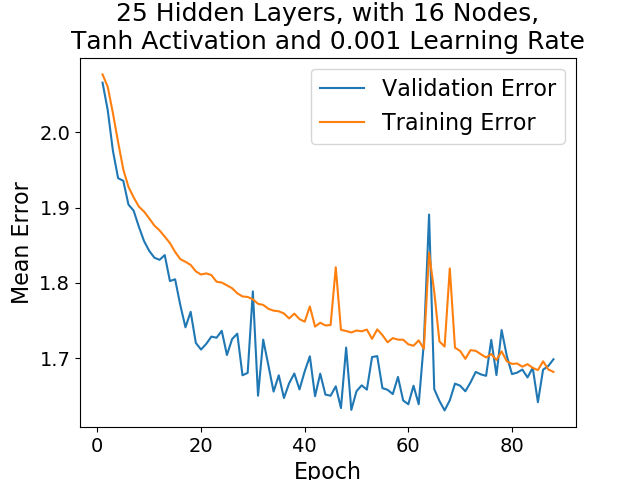 25 Hidden Layers, with 16 Nodes,
Tanh Activation and 0.001 Learning Rate
Validation Error
Training Error
Mean Error
2.0
1.9
1.8
1.7
0
20
40
60
80
Epoch